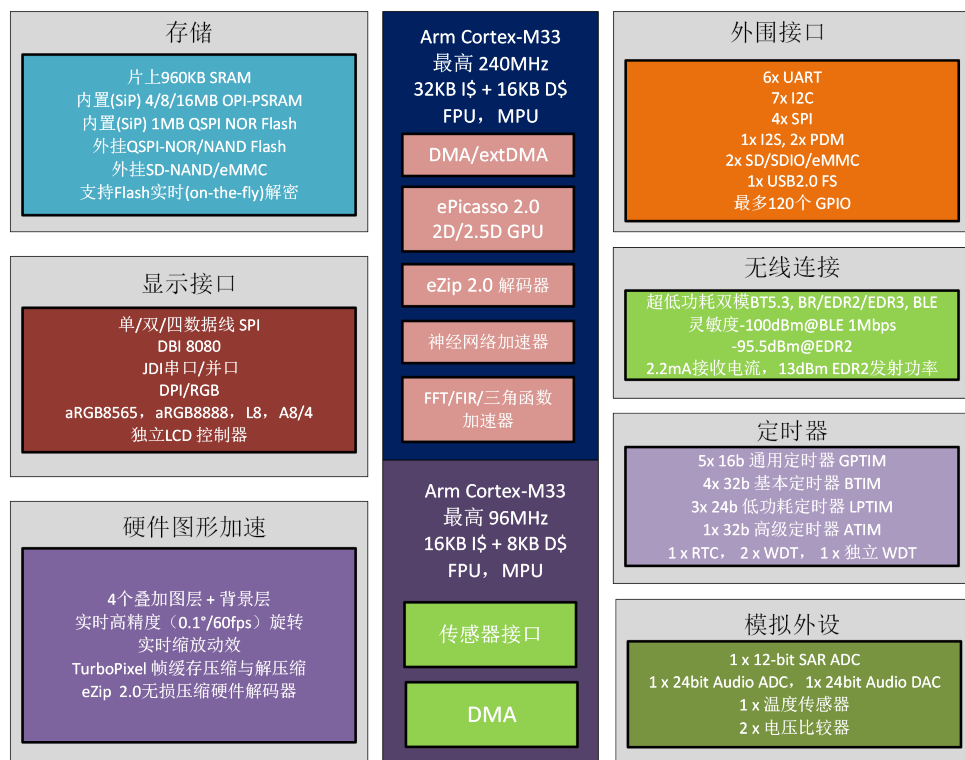 存储
片上960KB SRAM
内置(SiP) 4/8/16MB OPI-PSRAM
内置(SiP) 1MB QSPI NOR Flash
外挂QSPI-NOR/NAND Flash
外挂SD-NAND/eMMC
支持Flash实时(on-the-fly)解密
显示接口
单/双/四数据线 SPI
DBI 8080
JDI串口/并口
DPI/RGB
aRGB8565，aRGB8888，L8，A8/4
独立LCD 控制器
硬件图形加速
4个叠加图层 + 背景层
实时高精度（0.1°/60fps）旋转
实时缩放动效
TurboPixel 帧缓存压缩与解压缩
eZip 2.0无损压缩硬件解码器
Arm Cortex-M33
最高 240MHz
32KB I$ + 16KB D$
FPU，MPU
DMA/extDMA
ePicasso 2.0
2D/2.5D GPU
eZip 2.0 解码器
神经网络加速器
FFT/FIR/三角函数
加速器
Arm Cortex-M33
最高 96MHz
16KB I$ + 8KB D$
FPU，MPU
传感器接口
DMA
外围接口
6x UART
7x I2C
4x SPI
1x I2S, 2x PDM
2x SD/SDIO/eMMC
1x USB2.0 FS
最多120个 GPIO
无线连接
超低功耗双模BT5.3, BR/EDR2/EDR3, BLE
灵敏度-100dBm@BLE 1Mbps
-95.5dBm@EDR2
2.2mA接收电流，13dBm EDR2发射功率
定时器
5x 16b 通用定时器 GPTIM
4x 32b 基本定时器 BTIM
3x 24b 低功耗定时器 LPTIM
1x 32b 高级定时器 ATIM
1 x RTC， 2 x WDT， 1 x 独立 WDT
模拟外设
1 x 12-bit SAR ADC
1 x 24bit Audio ADC，1x 24bit Audio DAC
1 x 温度传感器
2 x 电压比较器